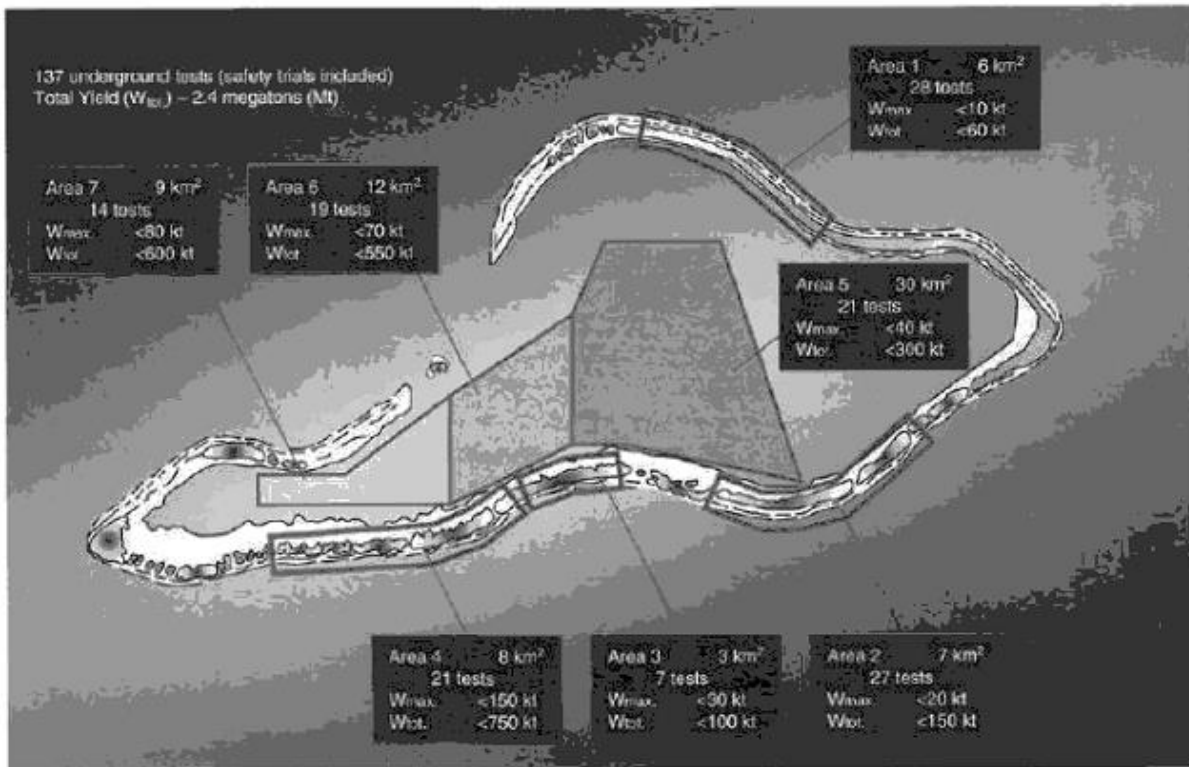 137 underground tests (safety trials included)
Total Yield (Wtot.) ~ 2.4 megatons (Mt)
Area 1 6 km²
28 tests
Wmax <10 kt
Wtot <60 kt
Area 7 9 km²
14 tests
Wmax. <80 kt
Wtot <600 kt
Area 6 12 km²
19 tests
Wmax <70 kt
Wtot <550 kt
Area 5 30 km²
21 tests
Wmax <40 kt
Wtot. <300 kt
Area 4 8 km²
21 tests
Wmax. <150 kt
Wtot. <750 kt
Area 3 3 km²
7 tests
Wmax. <30 kt
Wtot. <100 kt
Area 2 7 km²
27 tests
Wmax. <20 kt
Wtot. <150 kt